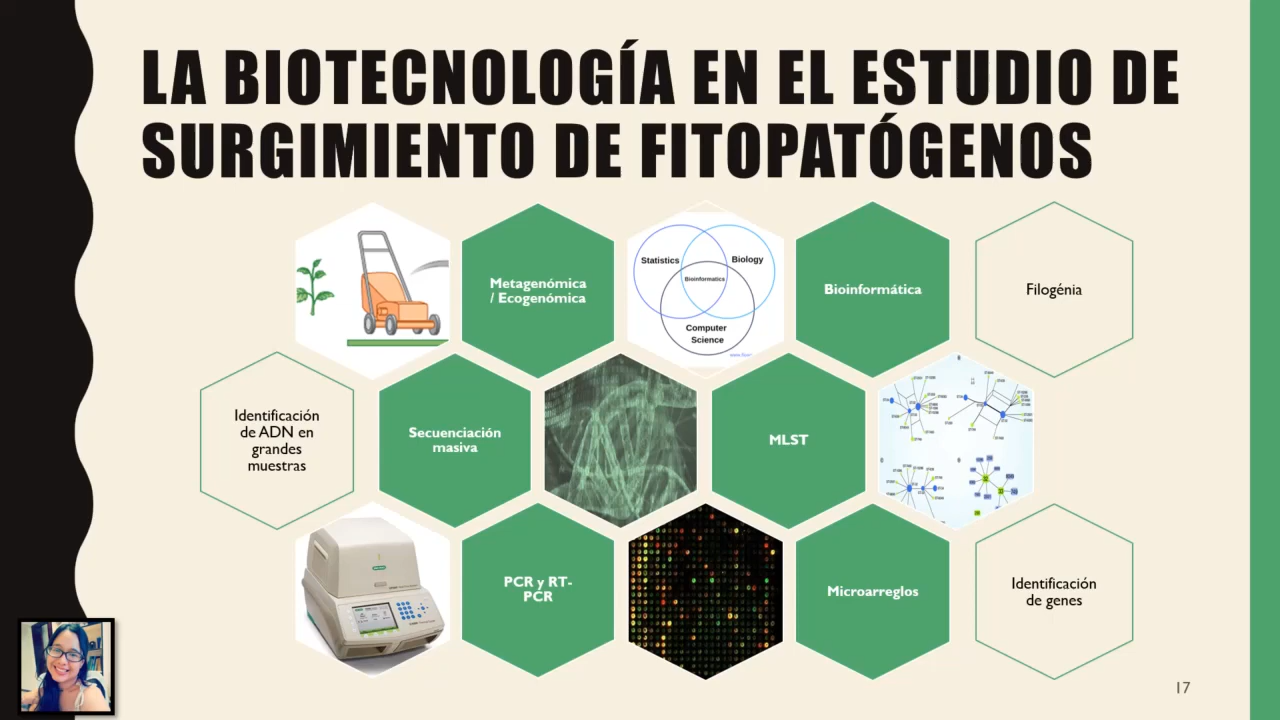 LA BIOTECNOLOGÍA EN EL ESTUDIO DE
SURGIMIENTO DE FITOPATÓGENOS
Metagenómica
/ Ecogenómica
Statistics
Biology
Bioinformatics
Computer
Science
Bioinformática
Filogénia
Identificación
de ADN en
grandes
muestras
Secuenciación
masiva
MLST
PCR y RT-
PCR
Microarreglos
Identificación
de genes
17